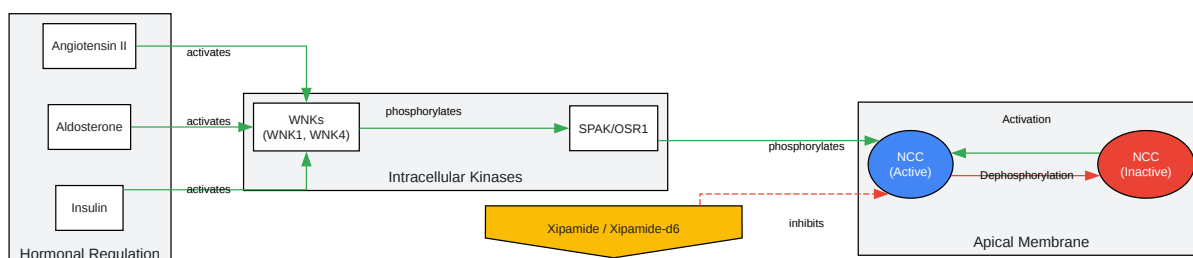 Angiotensin II
activates
Aldosterone
activates
Insulin
activates
Hormonal Regulation
WNKs
(WNK1, WNK4)
phosphorylates
SPAK/OSR1
Intracellular Kinases
phosphorylates
Xipamide / Xipamide-d6
inhibits
Activation
NCC
(Active)
Dephosphorylation
NCC
(Inactive)
Apical Membrane